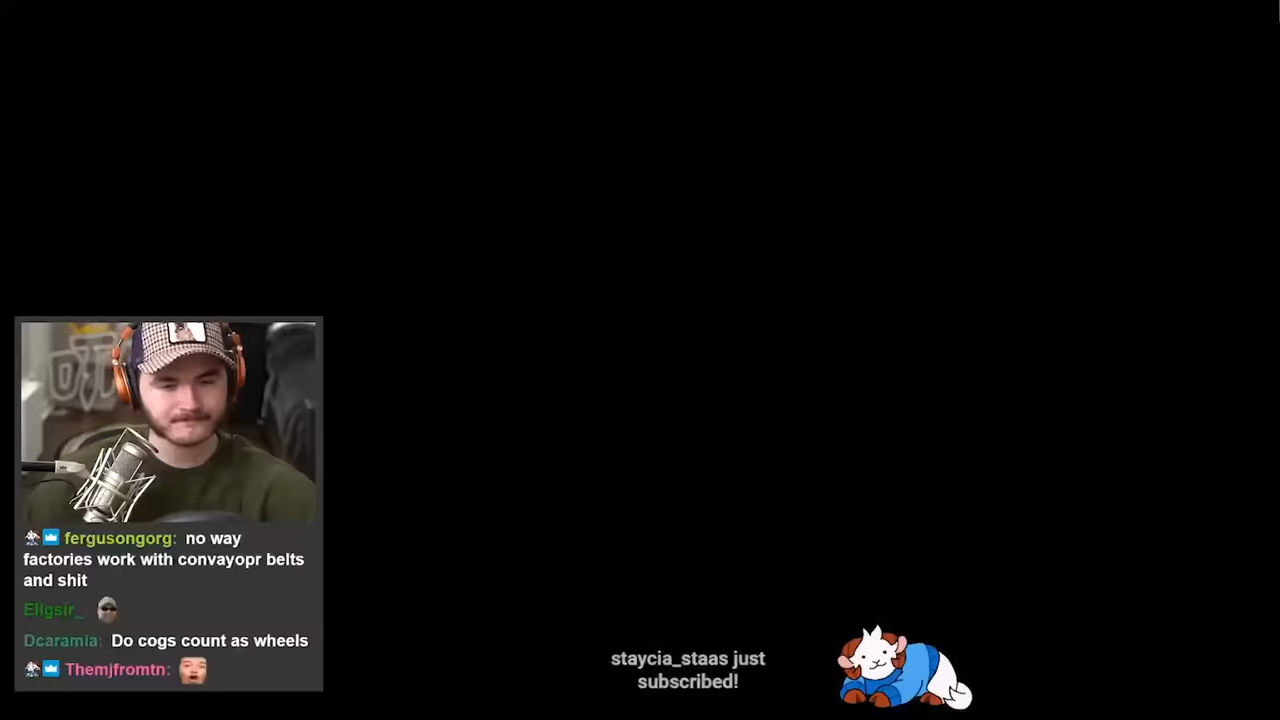 fergusongorg: no way
factories work with convayopr belts
and shit
Ellgsir_:
Dcaramia: Do cogs count as wheels
Themjfromtn:
staycia_staas just
subscribed!